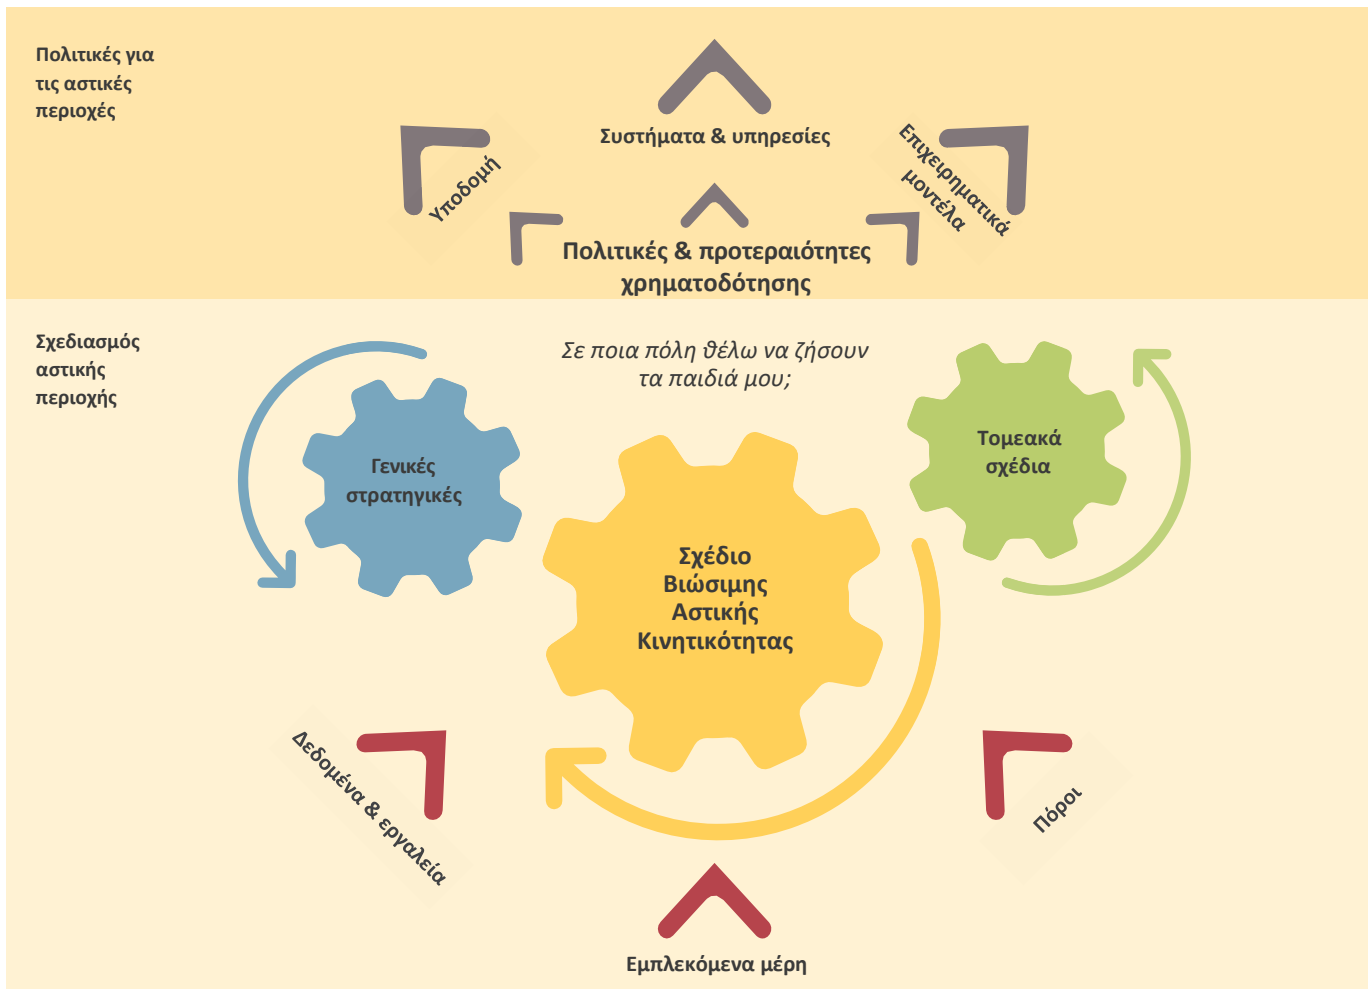 Πολιτικές για
τις αστικές
περιοχές
Συστήματα & υπηρεσίες
Υποδομή
Επιχειρηματικά
μοντέλα
Πολιτικές & προτεραιότητες
χρηματοδότησης
Σχεδιασμός
αστικής
περιοχής
Σε ποια πόλη θέλω να ζήσουν
τα παιδιά μου;
Γενικές
στρατηγικές
Τομεακά
σχέδια
Σχέδιο
Βιώσιμης
Αστικής
Κινητικότητας
Δεδομένα & εργαλεία
Πόροι
Εμπλεκόμενα μέρη